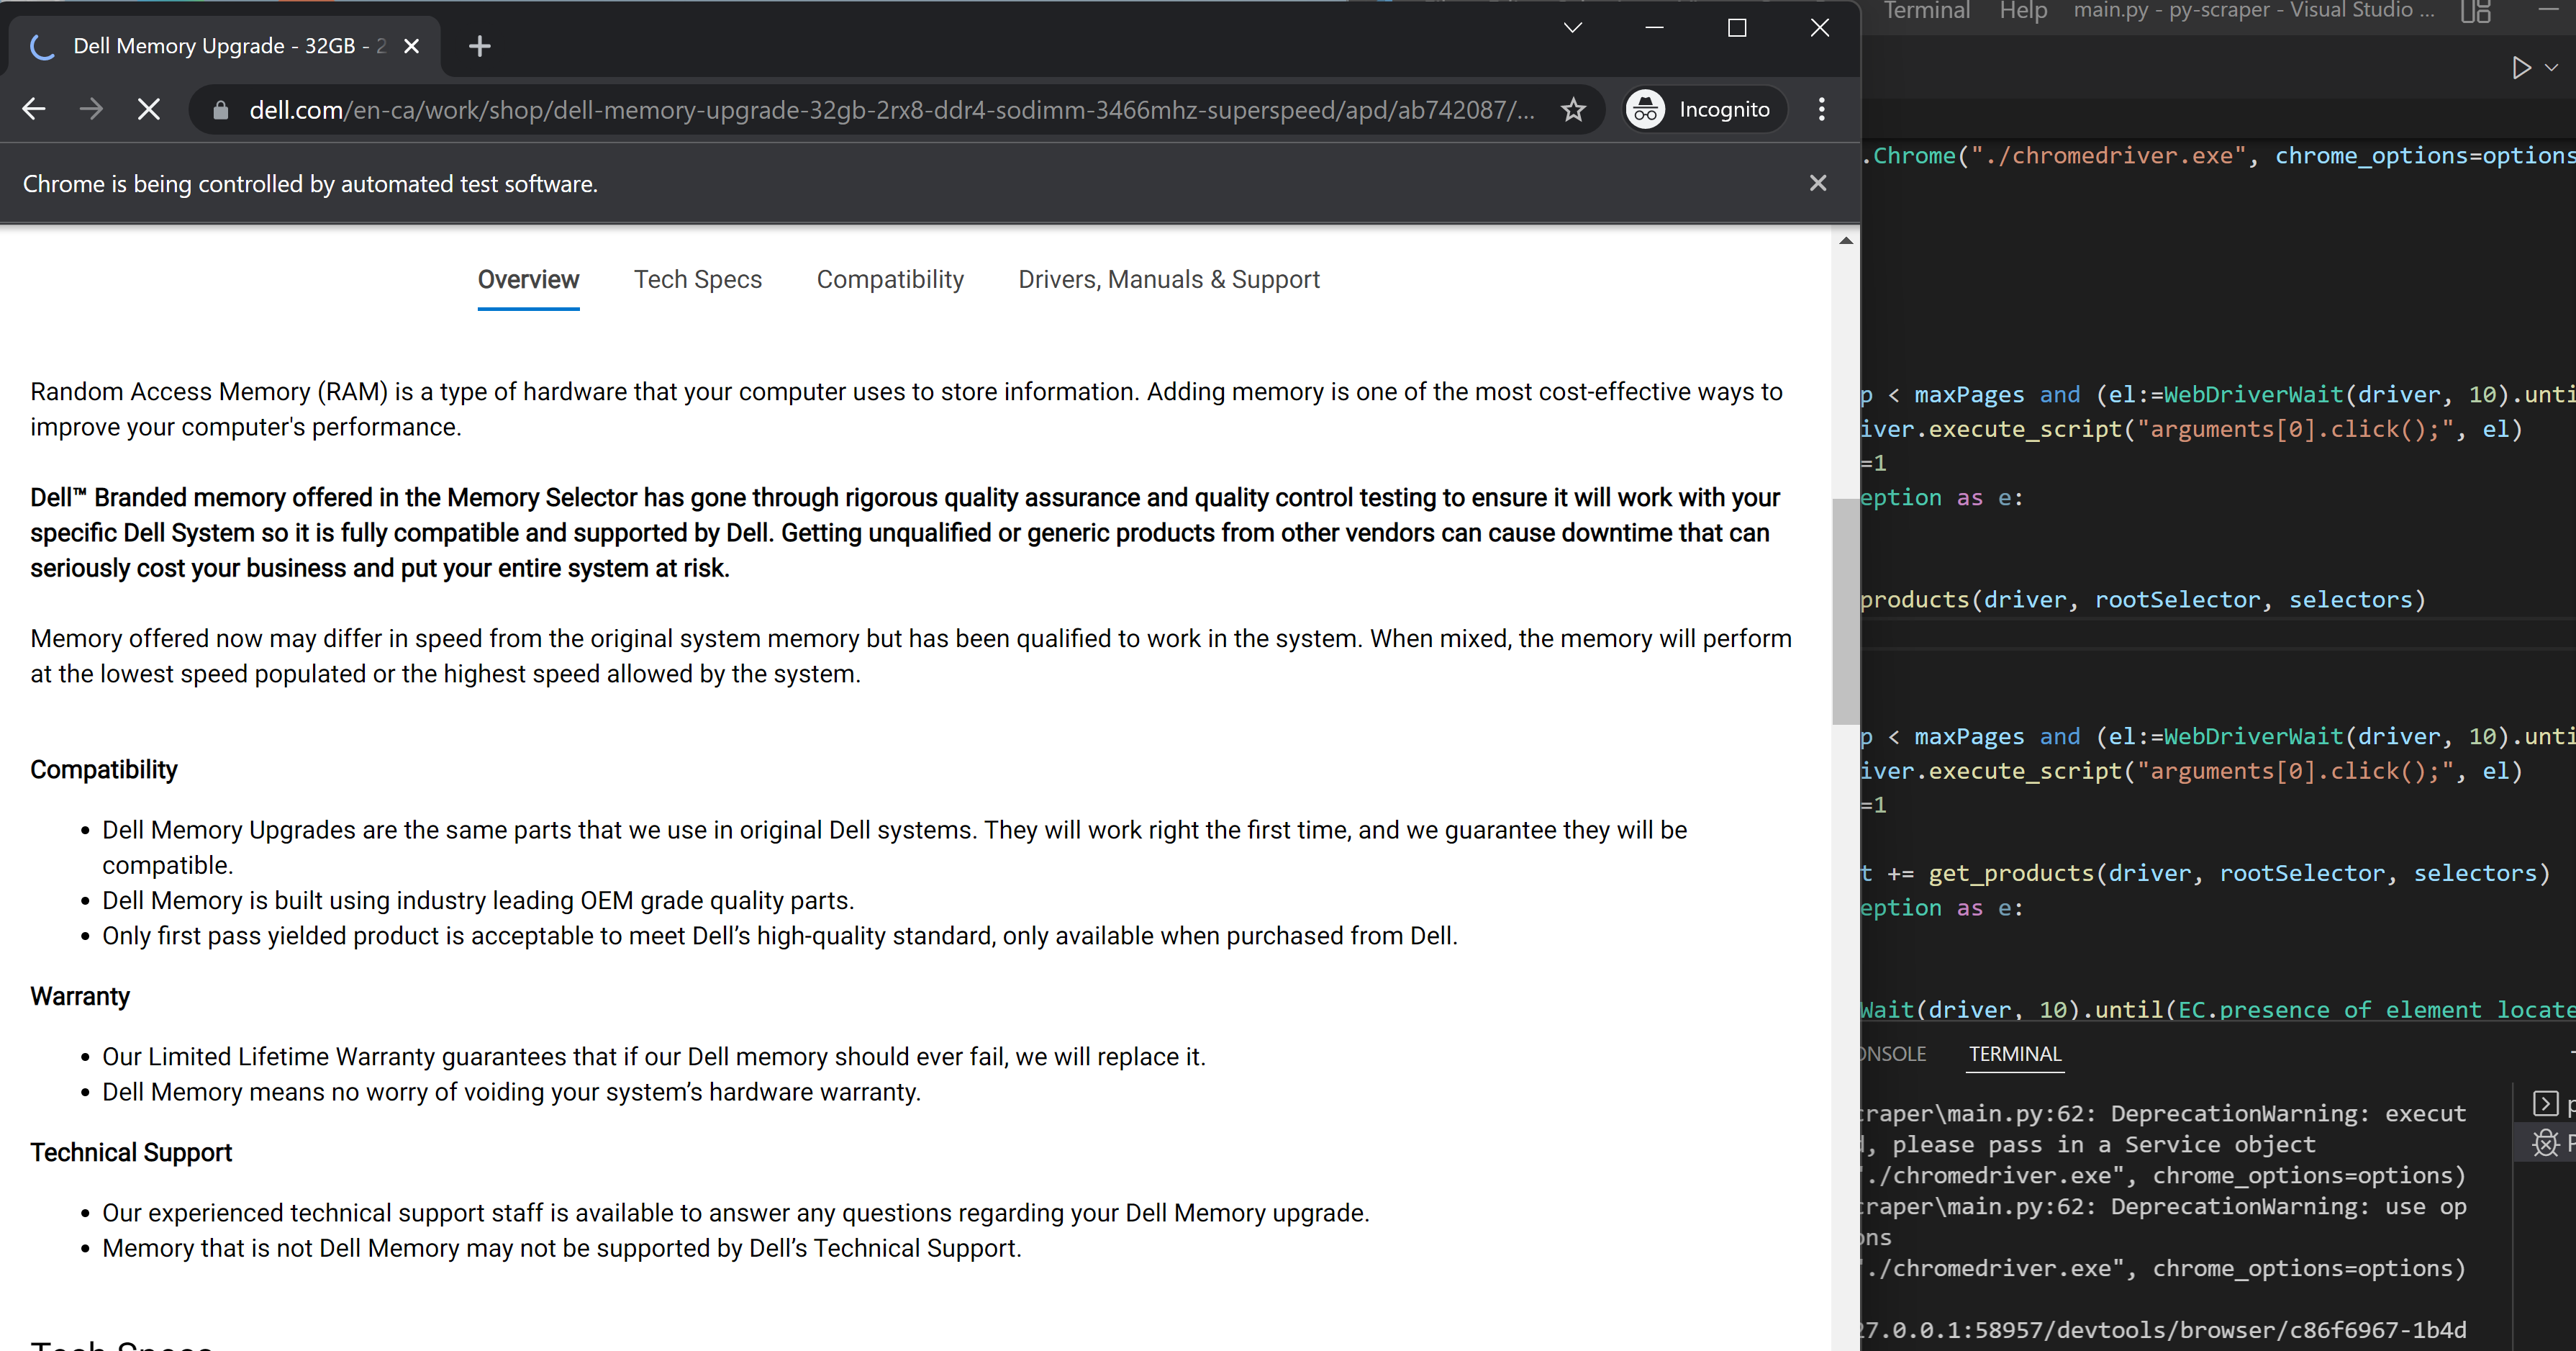 Dell Memory Upgrade - 32GB - 2
dell.com/en-ca/work/shop/dell-memory-upgrade-32gb-2rx8-ddr4-sodimm-3466mhz-superspeed/apd/ab742087/...
Incognito
Chrome is being controlled by automated test software.
Overview Tech Specs Compatibility Drivers, Manuals & Support
Random Access Memory (RAM) is a type of hardware that your computer uses to store information. Adding memory is one of the most cost-effective ways to
improve your computer's performance.
Dell™ Branded memory offered in the Memory Selector has gone through rigorous quality assurance and quality control testing to ensure it will work with your
specific Dell System so it is fully compatible and supported by Dell. Getting unqualified or generic products from other vendors can cause downtime that can
seriously cost your business and put your entire system at risk.
Memory offered now may differ in speed from the original system memory but has been qualified to work in the system. When mixed, the memory will perform
at the lowest speed populated or the highest speed allowed by the system.
Compatibility
• Dell Memory Upgrades are the same parts that we use in original Dell systems. They will work right the first time, and we guarantee they will be
compatible.
• Dell Memory is built using industry leading OEM grade quality parts.
• Only first pass yielded product is acceptable to meet Dell’s high-quality standard, only available when purchased from Dell.
Warranty
• Our Limited Lifetime Warranty guarantees that if our Dell memory should ever fail, we will replace it.
• Dell Memory means no worry of voiding your system’s hardware warranty.
Technical Support
• Our experienced technical support staff is available to answer any questions regarding your Dell Memory upgrade.
• Memory that is not Dell Memory may not be supported by Dell’s Technical Support.
Tech Specs
Terminal Help main.py - py-scraper - Visual Studio ...
.Chrome("./chromedriver.exe", chrome_options=options
p < maxPages and (el:=WebDriverWait(driver, 10).unti
iver.execute_script("arguments[0].click();", el)
=1
eption as e:
products(driver, rootSelector, selectors)
p < maxPages and (el:=WebDriverWait(driver, 10).unti
iver.execute_script("arguments[0].click();", el)
=1
t += get_products(driver, rootSelector, selectors)
eption as e:
Wait(driver, 10).until(EC.presence of element locate
ONSOLE TERMINAL
craper\main.py:62: DeprecationWarning: execut
d, please pass in a Service object
"./chromedriver.exe", chrome_options=options)
craper\main.py:62: DeprecationWarning: use op
ons
"./chromedriver.exe", chrome_options=options)
27.0.0.1:58957/devtools/browser/c86f6967-1b4d